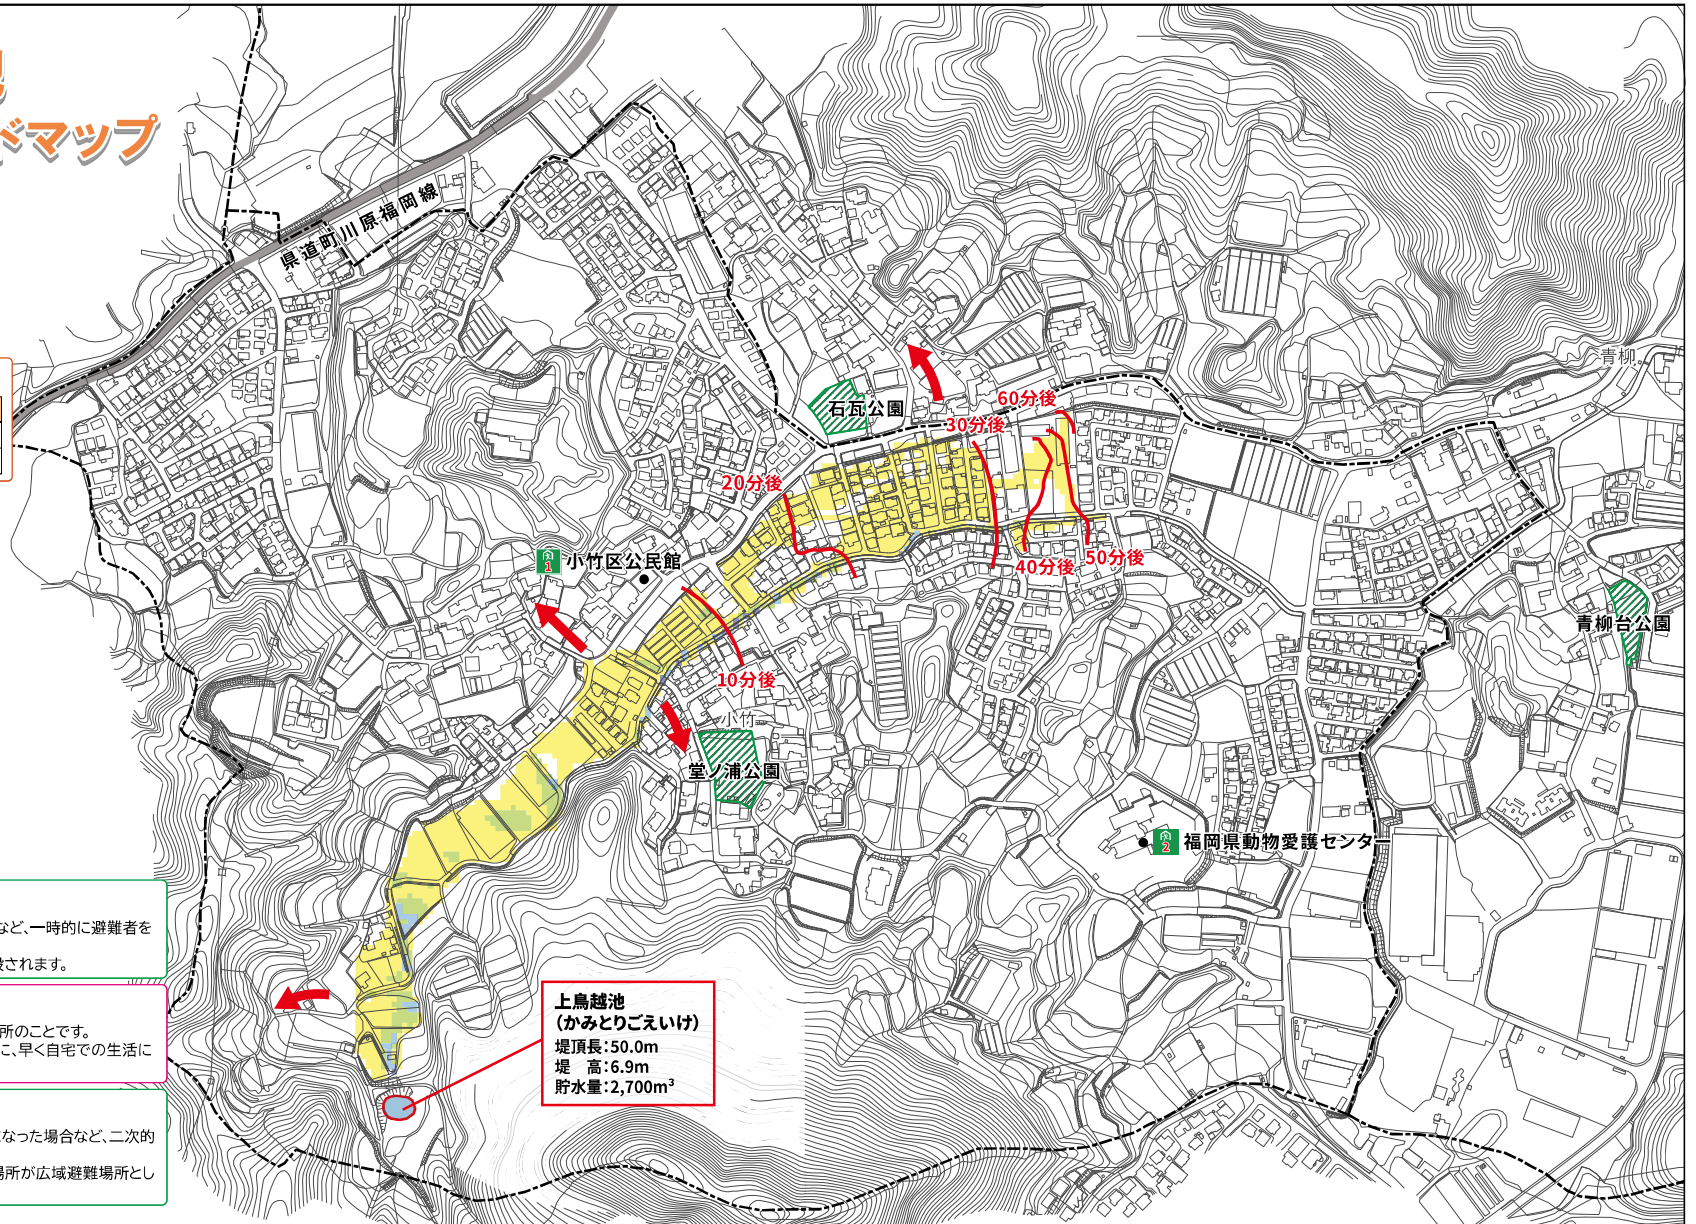 ドマップ
県道町川原福岡線
青柳
石瓦公園
60分後
30分後
20分後
1
小竹区公民館
40分後
50分後
10分後
小竹
堂ノ浦公園
青柳台公園
2
福岡県動物愛護センター
など、一時的に避難者を
されます。
所のことです。
に、早く自宅での生活に
なった場合など、二次的
場所が広域避難場所とし
上鳥越池
(かみとりごえいけ)
堤頂長:50.0m
堤　高:6.9m
貯水量:2,700m³